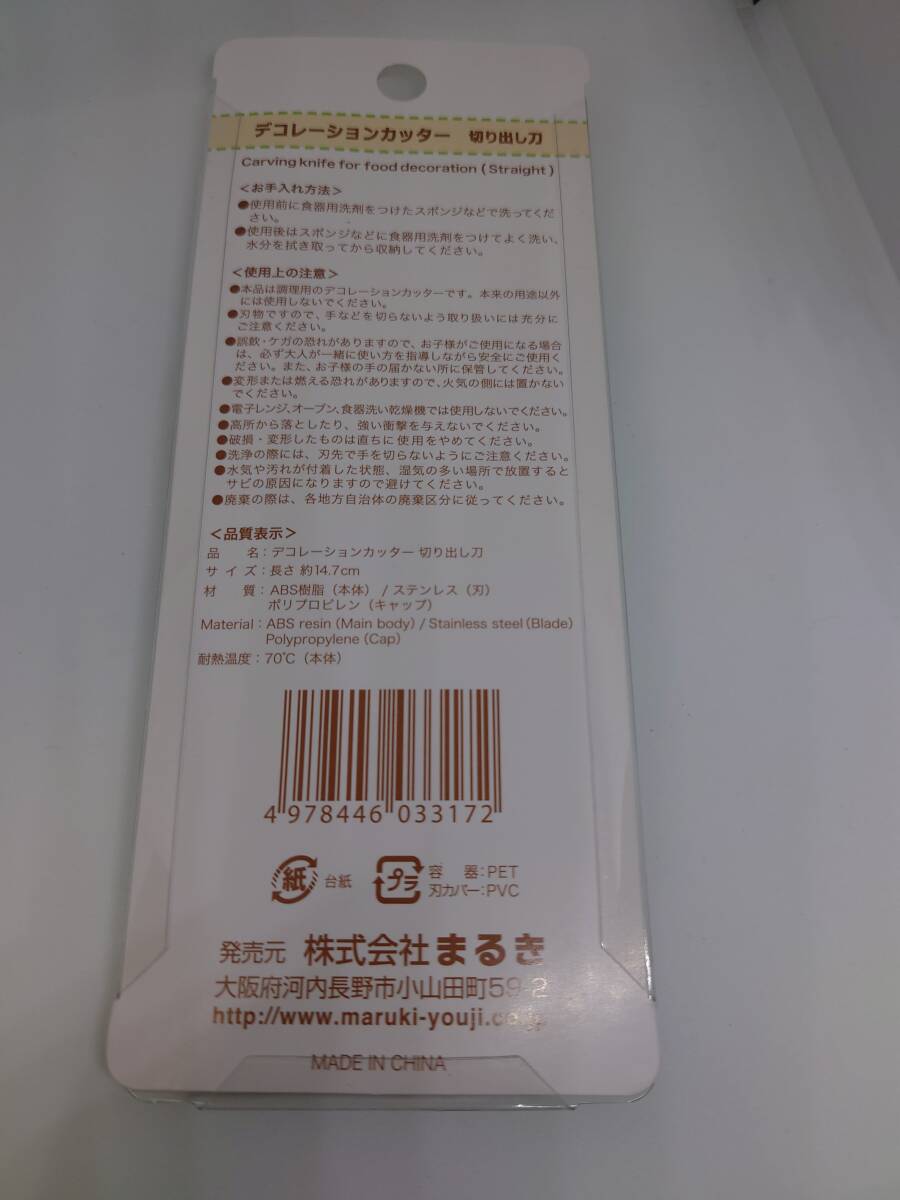 デコレーションカッター 切り出し刀
Carving knife for food decoration ( Straight )
＜お手入れ方法＞
●使用前に食器用洗剤をつけたスポンジなどで洗ってくだ
さい。
●使用後はスポンジなどに食器用洗剤をつけてよく洗い、
水分を拭き取ってから収納してください。
＜使用上の注意＞
●本品は調理用のデコレーションカッターです。本来の用途以外
には使用しないでください。
●刃物ですので、手などを切らないよう取り扱いには充分に
ご注意ください。
●誤飲・ケガの恐れがありますので、お子様がご使用になる場合
は、必ず大人が一緒に使い方を指導しながら安全にご使用く
ださい。また、お子様の手の届かない所に保管してください。
●変形または燃える恐れがありますので、火気の側には置かない
でください。
●電子レンジ、オーブン、食器洗い乾燥機では使用しないでください。
●高所から落としたり、強い衝撃を与えないでください。
●破損・変形したものは直ちに使用をやめてください。
●洗浄の際には、刃先で手を切らないようにご注意ください。
●水気や汚れが付着した状態、湿気の多い場所で放置すると
サビの原因になりますので避けてください。
●廃棄の際は、各地方自治体の廃棄区分に従ってください。
＜品質表示＞
品 名：デコレーションカッター 切り出し刀
サイズ：長さ 約14.7cm
材 質：ABS樹脂（本体） / ステンレス（刃）
ポリプロピレン（キャップ）
Material：ABS resin (Main body) / Stainless steel (Blade)
Polypropylene (Cap)
耐熱温度：70℃（本体）
4 978446 033172
紙 台紙
プラ 容 器：PET
刃カバー：PVC
発売元 株式会社まるき
大阪府河内長野市小山田町59-2
http://www.maruki-youji.co.jp
MADE IN CHINA